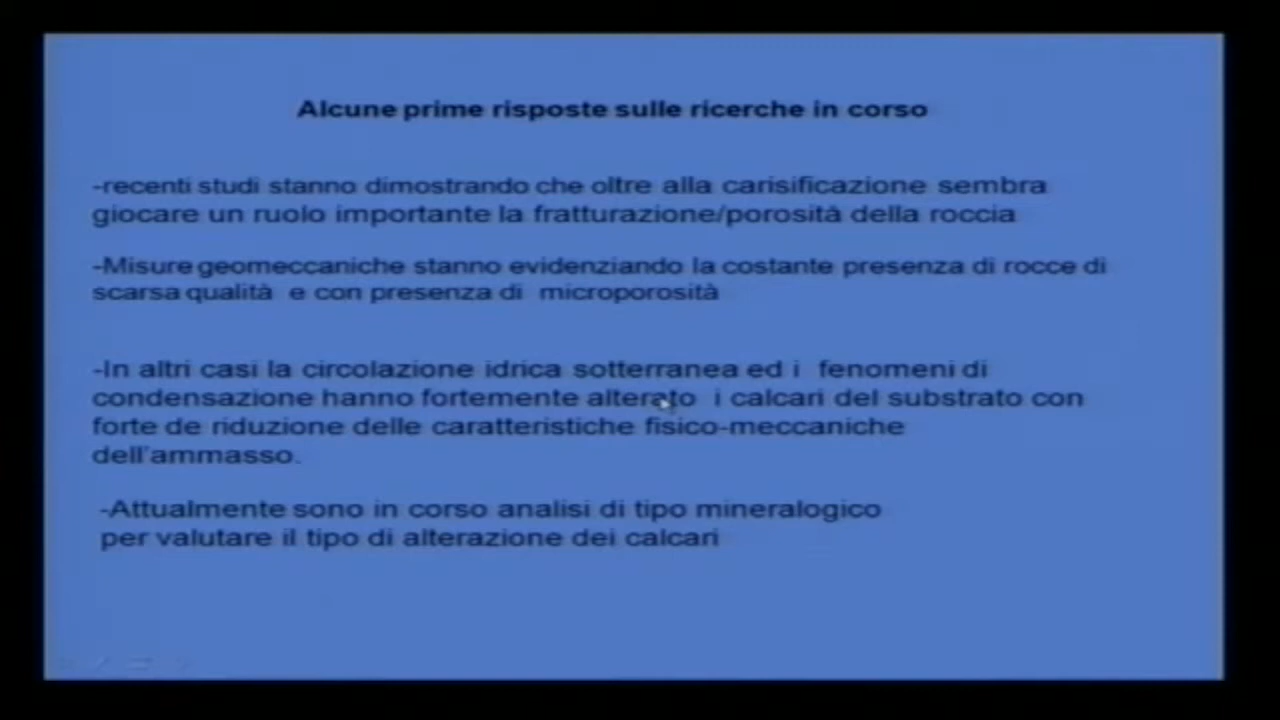 Alcune prime risposte sulle ricerche in corso
-recenti studi stanno dimostrando che oltre alla carisificazione sembra
giocare un ruolo importante la fratturazione/porosità della roccia
-Misure geomeccaniche stanno evidenziando la costante presenza di rocce di
scarsa qualità e con presenza di microporosità
-In altri casi la circolazione idrica sotterranea ed i fenomeni di
condensazione hanno fortemente alterato i calcari del substrato con
forte de riduzione delle caratteristiche fisico-meccaniche
dell'ammasso.
-Attualmente sono in corso analisi di tipo mineralogico
per valutare il tipo di alterazione dei calcari